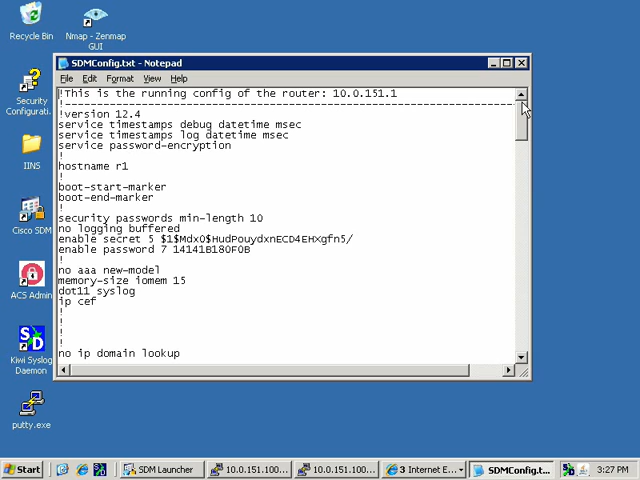 Recycle Bin
Nmap - Zenmap
GUI
Security
Configurati...
IINS
Cisco SDM
ACS Admin
Kiwi Syslog
Daemon
putty.exe
SDMConfig.txt - Notepad
File Edit Format View Help
!This is the running config of the router: 10.0.151.1
!----------------------------------------------------------------------------
!version 12.4
service timestamps debug datetime msec
service timestamps log datetime msec
service password-encryption
!
hostname r1
!
boot-start-marker
boot-end-marker
!
security passwords min-length 10
no logging buffered
enable secret 5 $1$Mdx0$HudPouydxnECD4EHXgfn5/
enable password 7 14141B180F0B
!
no aaa new-model
memory-size iomem 15
dot11 syslog
ip cef
!
!
!
!
no ip domain lookup
Start SDM Launcher 10.0.151.100... 10.0.151.100... 3 Internet E... SDMConfig.t... 3:27 PM